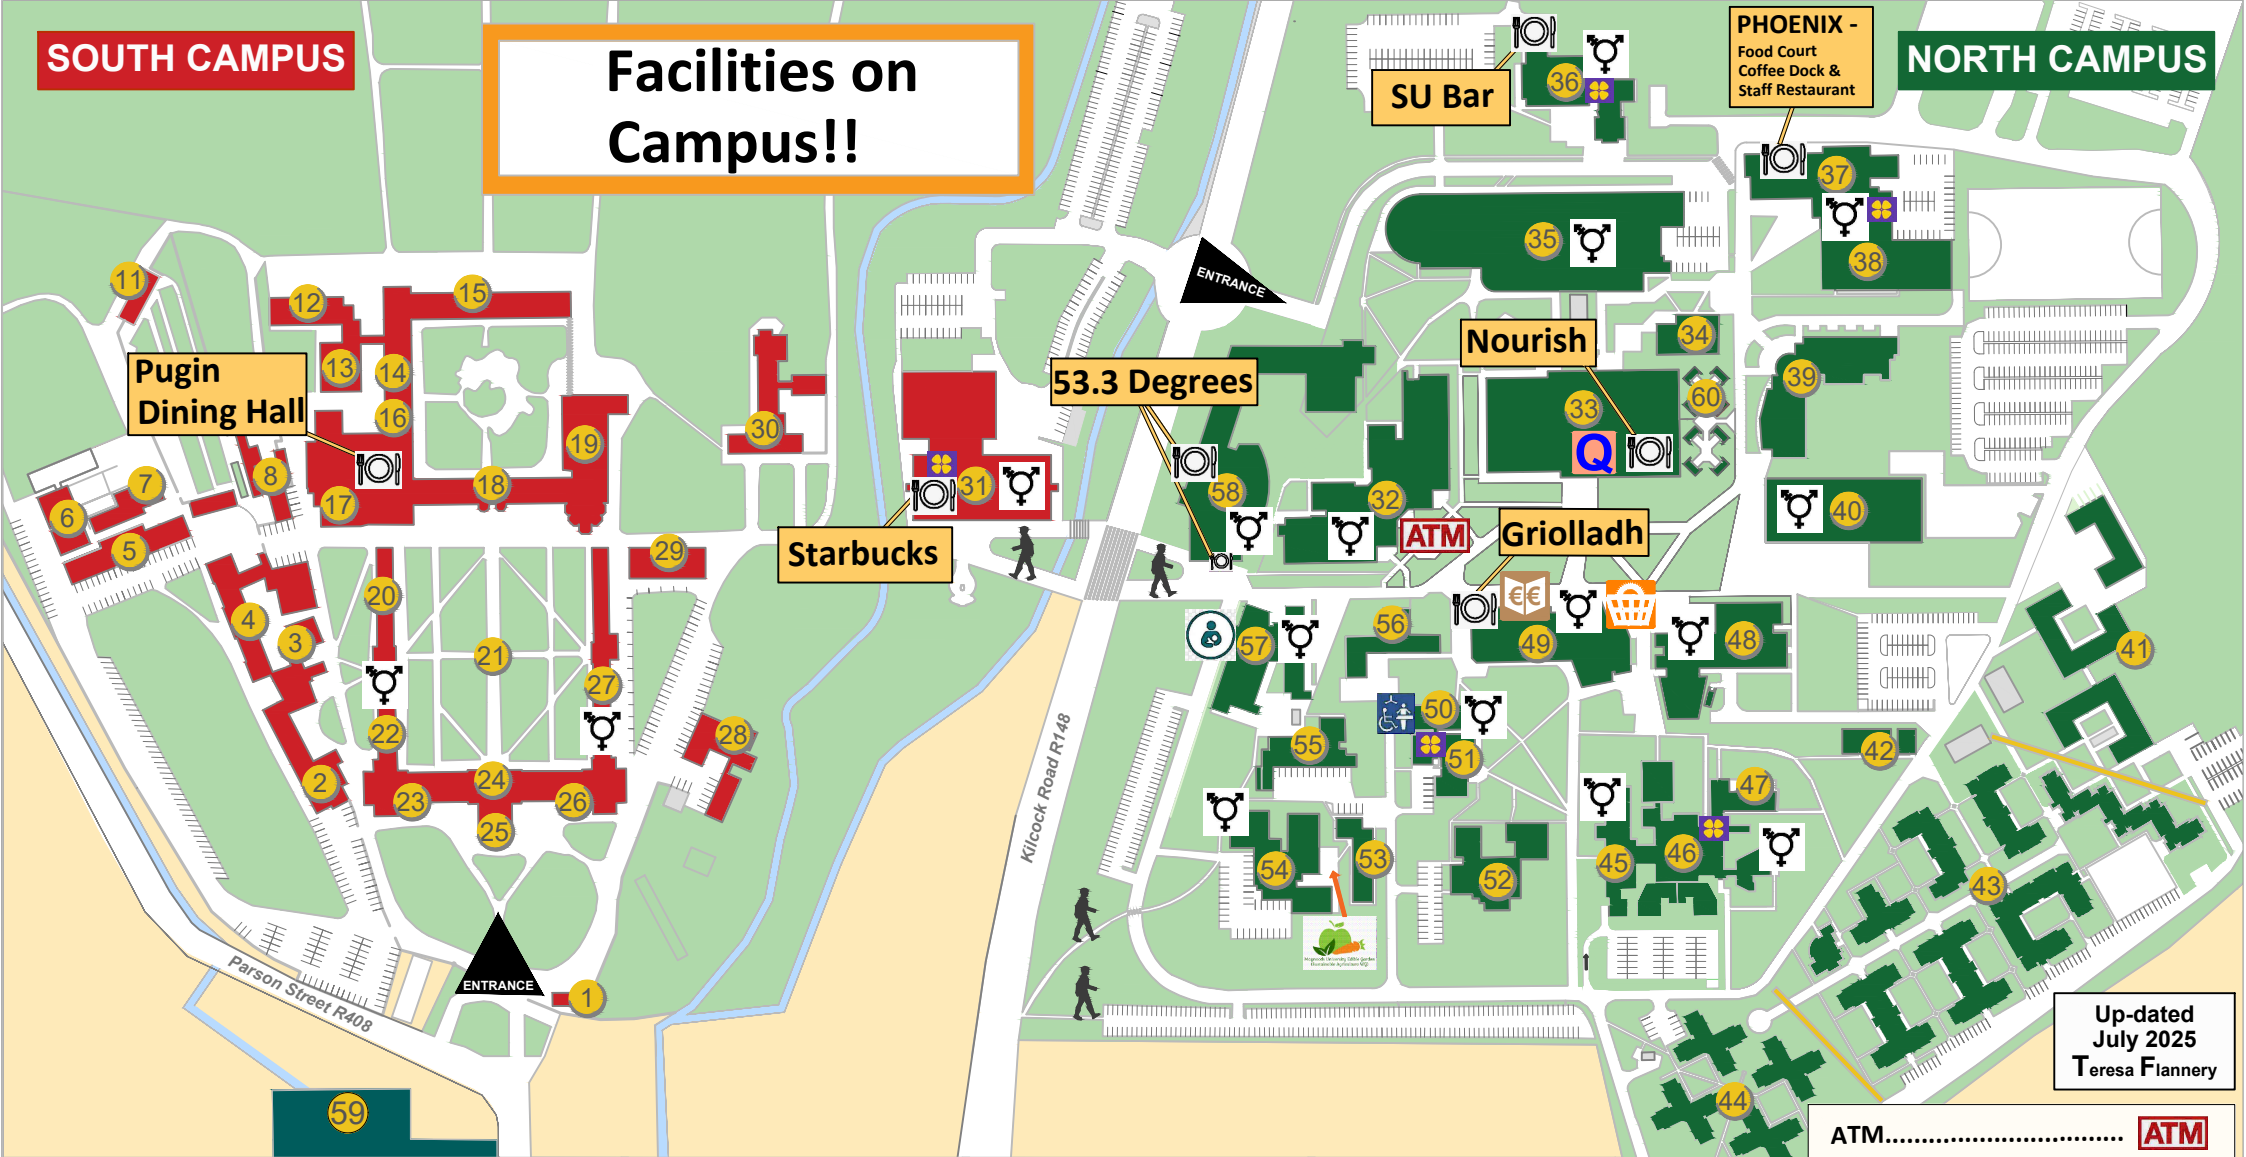 SOUTH CAMPUS
Facilities on
Campus!!
PHOENIX -
Food Court
Coffee Dock &
Staff Restaurant
NORTH CAMPUS
SU Bar
36
37
35
38
ENTRANCE
11
12
15
34
Nourish
Pugin
Dining Hall
13
14
53.3 Degrees
39
60
16
33
30
19
Q
8
7
18
31
58
32
17
6
40
ATM
Griolladh
5
29
Starbucks
20
€€
4
3
56
57
49
48
41
21
27
22
28
50
55
51
42
Kilcock Road R148
2
24
23
26
25
47
46
45
54
53
52
43
Maynooth University Edible Garden
ENTRANCE
1
Parson Street R408
Up-dated
July 2025
Teresa Flannery
59
44
ATM................................ ATM